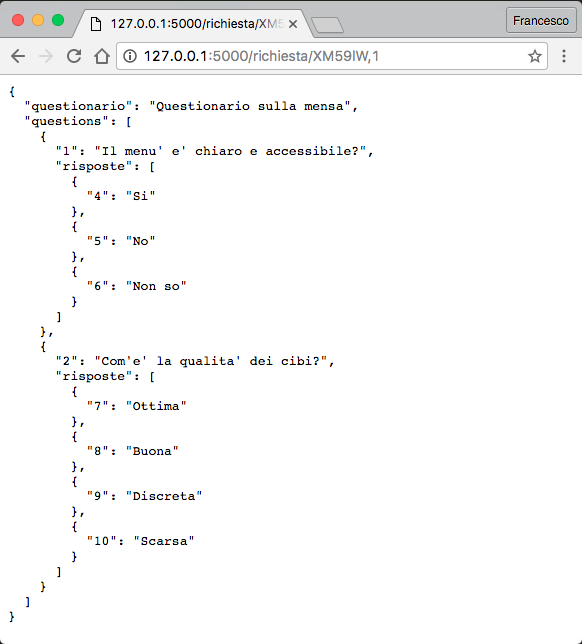 127.0.0.1:5000/richiesta/XM5
Francesco
127.0.0.1:5000/richiesta/XM59IW,1
{
  "questionario": "Questionario sulla mensa",
  "questions": [
    {
      "1": "Il menu' e' chiaro e accessibile?",
      "risposte": [
        {
          "4": "Si"
        },
        {
          "5": "No"
        },
        {
          "6": "Non so"
        }
      ]
    },
    {
      "2": "Com'e' la qualita' dei cibi?",
      "risposte": [
        {
          "7": "Ottima"
        },
        {
          "8": "Buona"
        },
        {
          "9": "Discreta"
        },
        {
          "10": "Scarsa"
        }
      ]
    }
  ]
}